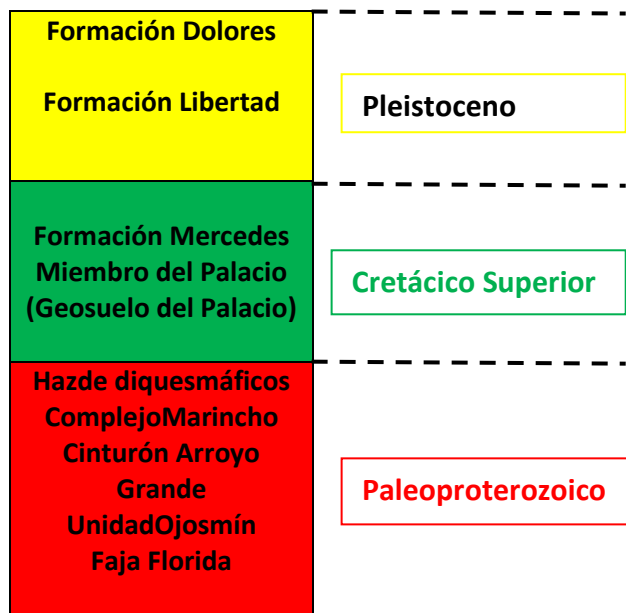 Formación Dolores
Formación Libertad
Pleistoceno
Formación Mercedes
Miembro del Palacio
(Geosuelo del Palacio)
Cretácico Superior
Hazde diquesmáficos
ComplejoMarincho
Cinturón Arroyo
Grande
UnidadOjosmín
Faja Florida
Paleoproterozoico